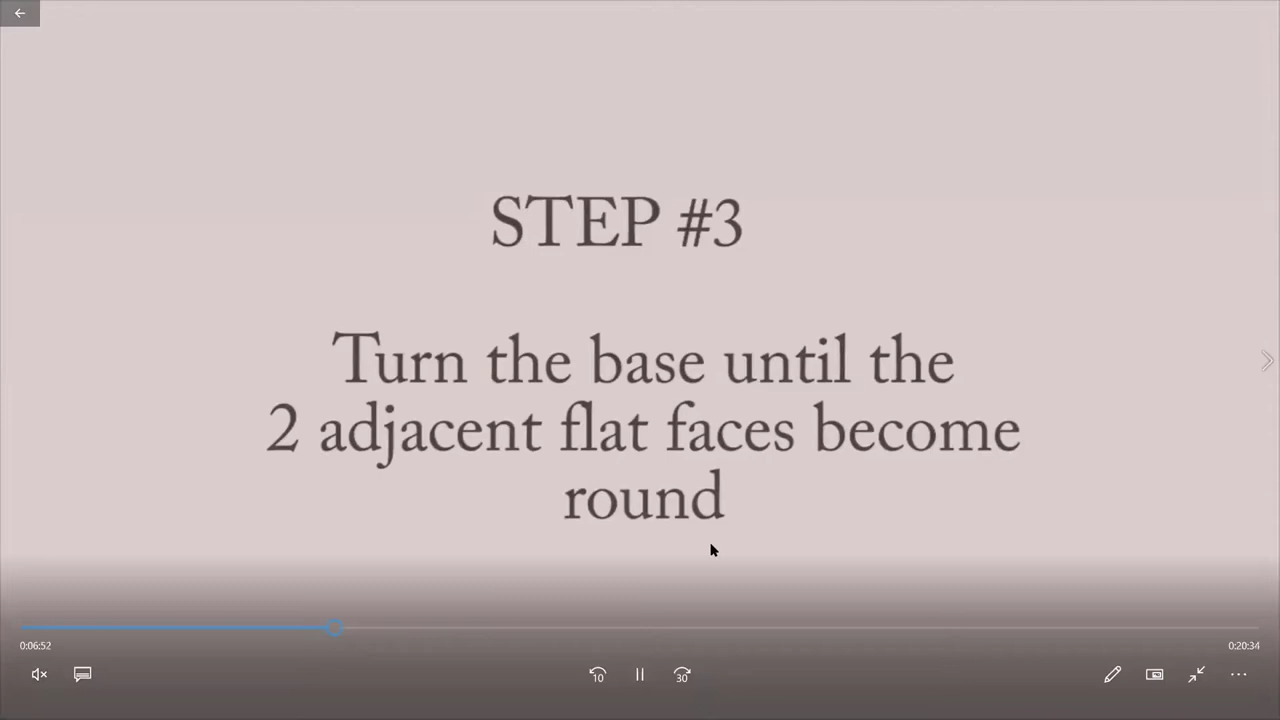 STEP #3
Turn the base until the
2 adjacent flat faces become
round
0:06:52
0:20:34
10
30